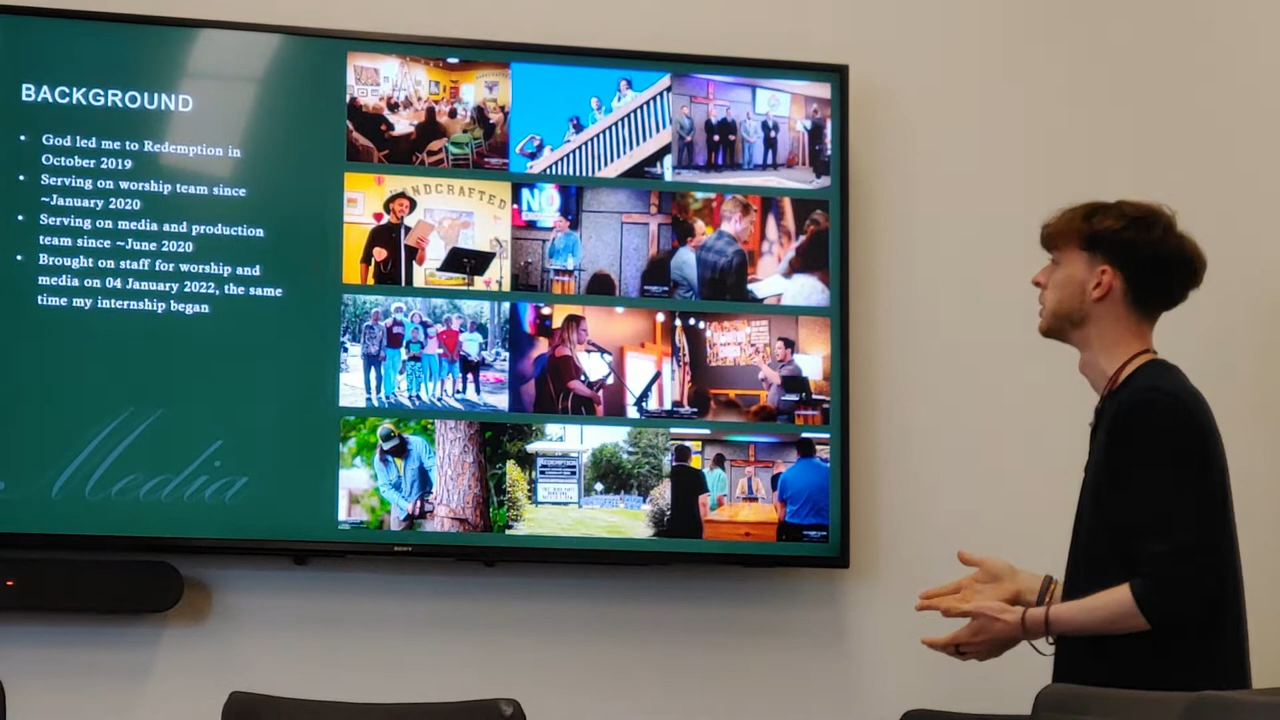 BACKGROUND
• God led me to Redemption in
October 2019
• Serving on worship team since
~January 2020
• Serving on media and production
team since ~June 2020
• Brought on staff for worship and
media on 04 January 2022, the same
time my internship began
Media
HANDCRAFTED
NO
REDEMPTION
SONY